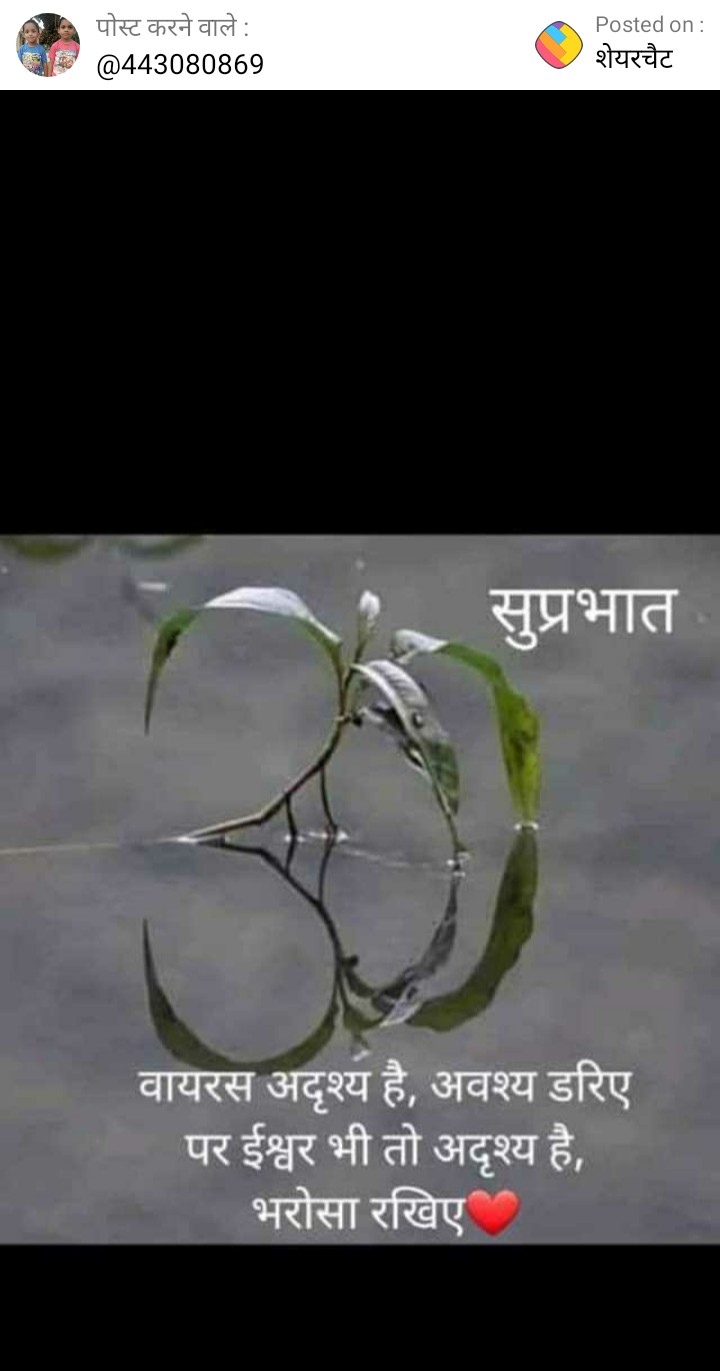 पोस्ट करने वाले :
@443080869
Posted on :
शेयरचैट
सुप्रभात
वायरस अदृश्य है, अवश्य डरिए
पर ईश्वर भी तो अदृश्य है,
भरोसा रखिए❤️